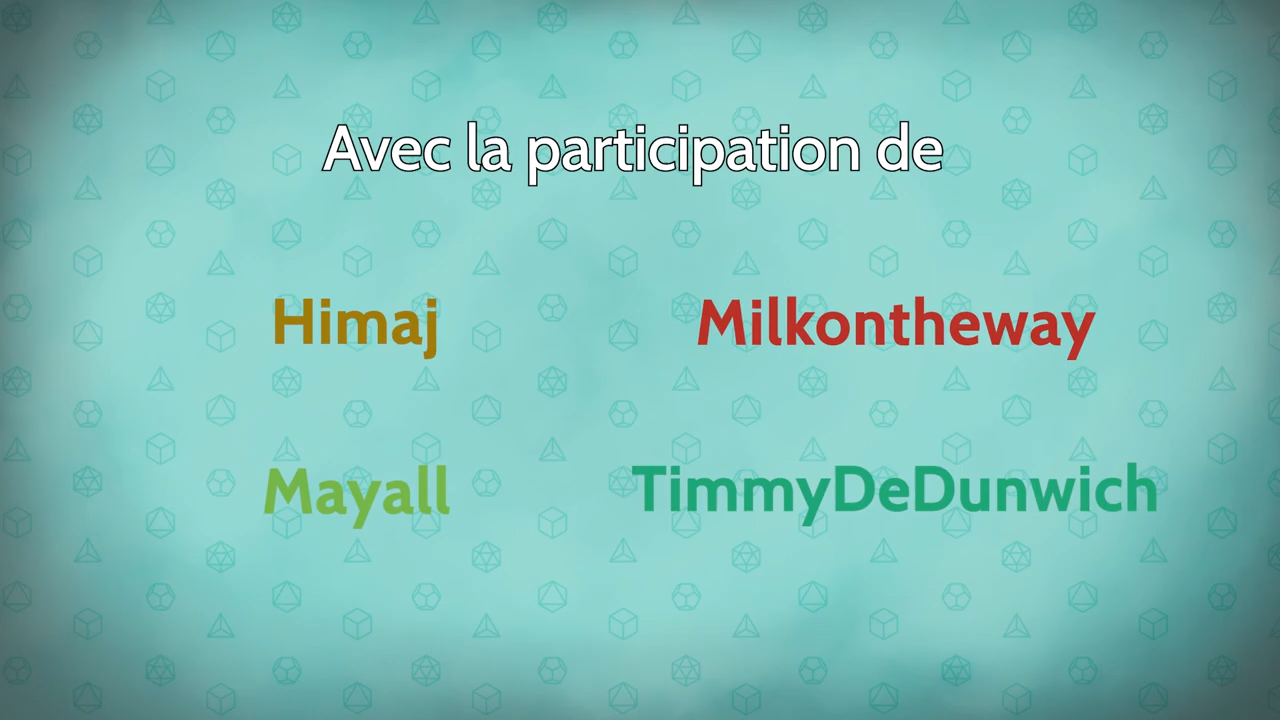 Avec la participation de
Himaj
Milkontheway
Mayall
TimmyDeDunwich